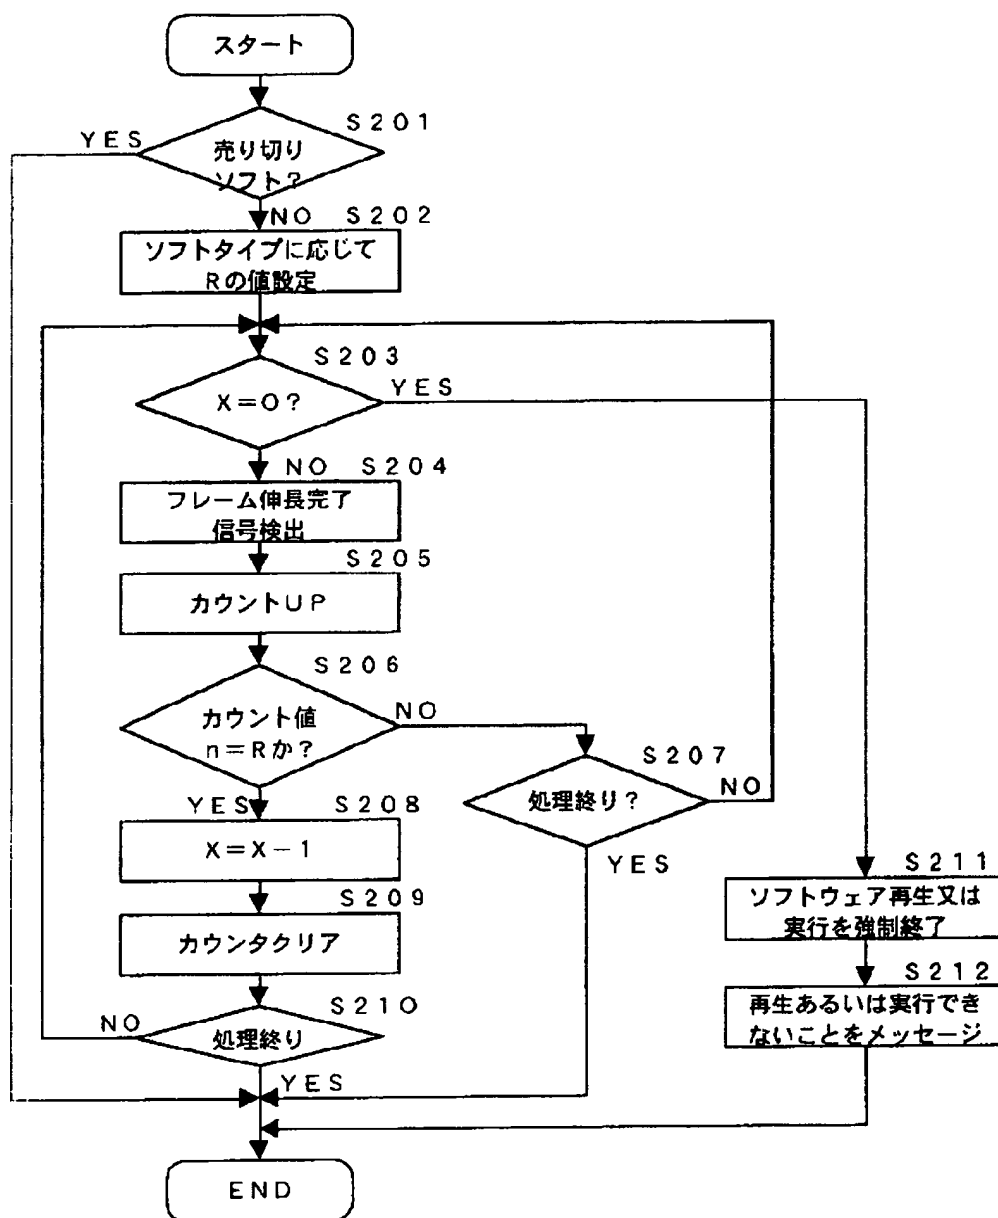 スタート
S201
YES
売り切り
ソフト?
NO
S202
ソフトタイプに応じて
Rの値設定
S203
X=0?
YES
NO
S204
フレーム伸長完了
信号検出
S205
カウントUP
S206
カウント値
n=Rか?
NO
S207
処理終り?
NO
YES
YES
S208
X=X-1
S209
カウンタクリア
S210
NO
処理終り
YES
S211
ソフトウェア再生又は
実行を強制終了
S212
再生あるいは実行でき
ないことをメッセージ
END